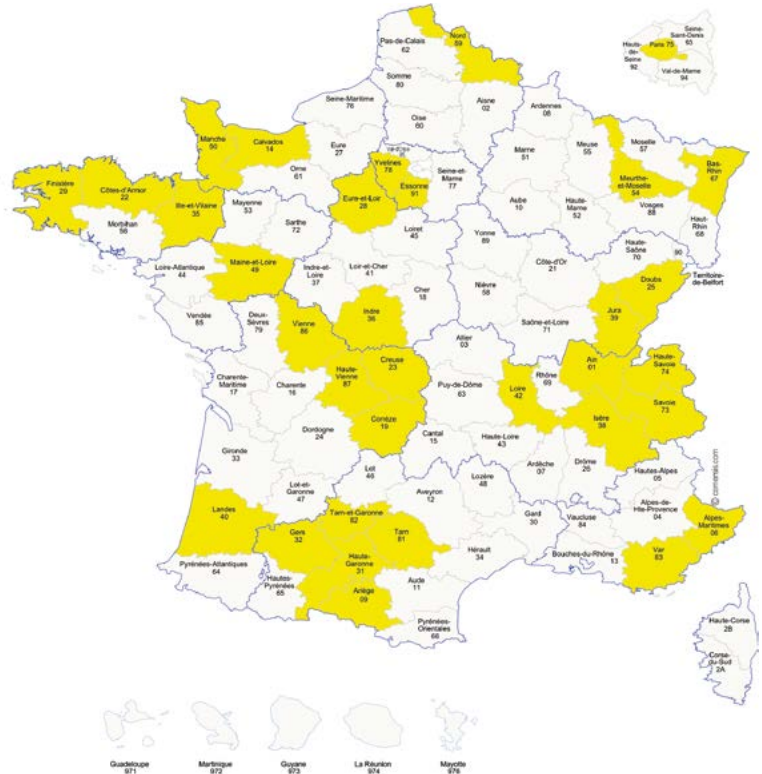 Nord
59
Pas-de-Calais
62
Somme
80
Seine-Maritime
76
Oise
60
Aisne
02
Ardennes
08
Hauts-
de-
Seine
92
Paris 75
Seine-
Saint-Denis
Val-de-Marne
94
Manche
50
Calvados
14
Eure
27
Orne
61
Yvelines
78
Essonne
91
Seine-et-
Marne
77
Marne
51
Meuse
55
Moselle
57
Meurthe-
et-Moselle
54
Bas-
Rhin
67
Finistère
29
Côtes-d'Armor
22
Ille-et-Vilaine
35
Morbihan
56
Mayenne
53
Sarthe
72
Eure-et-Loir
28
Loiret
45
Yonne
89
Aube
10
Haute-
Marne
52
Vosges
88
Haut-
Rhin
68
Haute-
Saône
70
90
Territoire-
de-Belfort
Loire-Atlantique
44
Maine-et-Loire
49
Indre-et-
Loire
37
Loir-et-Cher
41
Cher
18
Nièvre
58
Côte-d'Or
21
Doubs
25
Jura
39
Saône-et-Loire
71
Vendée
85
Deux-
Sèvres
79
Vienne
86
Indre
36
Allier
03
Creuse
23
Haute-
Vienne
87
Charente-
Maritime
17
Charente
16
Corrèze
19
Puy-de-Dôme
63
Loire
42
Rhône
69
Ain
01
Haute-
Savoie
74
Savoie
73
Isère
38
Dordogne
24
Gironde
33
Cantal
15
Haute-Loire
43
Ardèche
07
Drôme
26
Hautes-Alpes
05
© comersis.com
Lot
46
Lot-et-
Garonne
47
Aveyron
12
Lozère
48
Landes
40
Tarn-et-Garonne
82
Tarn
81
Gers
32
Haute-
Garonne
31
Gard
30
Vaucluse
84
Alpes-
de-
Hte-Provence
04
Alpes-
Maritimes
06
Var
83
Bouches-du-Rhône
13
Hérault
34
Pyrénées-Atlantiques
64
Hautes-
Pyrénées
65
Ariège
09
Aude
11
Pyrénées-
Orientales
66
Haute-Corse
2B
Corse-
du-Sud
2A
Guadeloupe
971
Martinique
972
Guyane
973
La Réunion
974
Mayotte
976